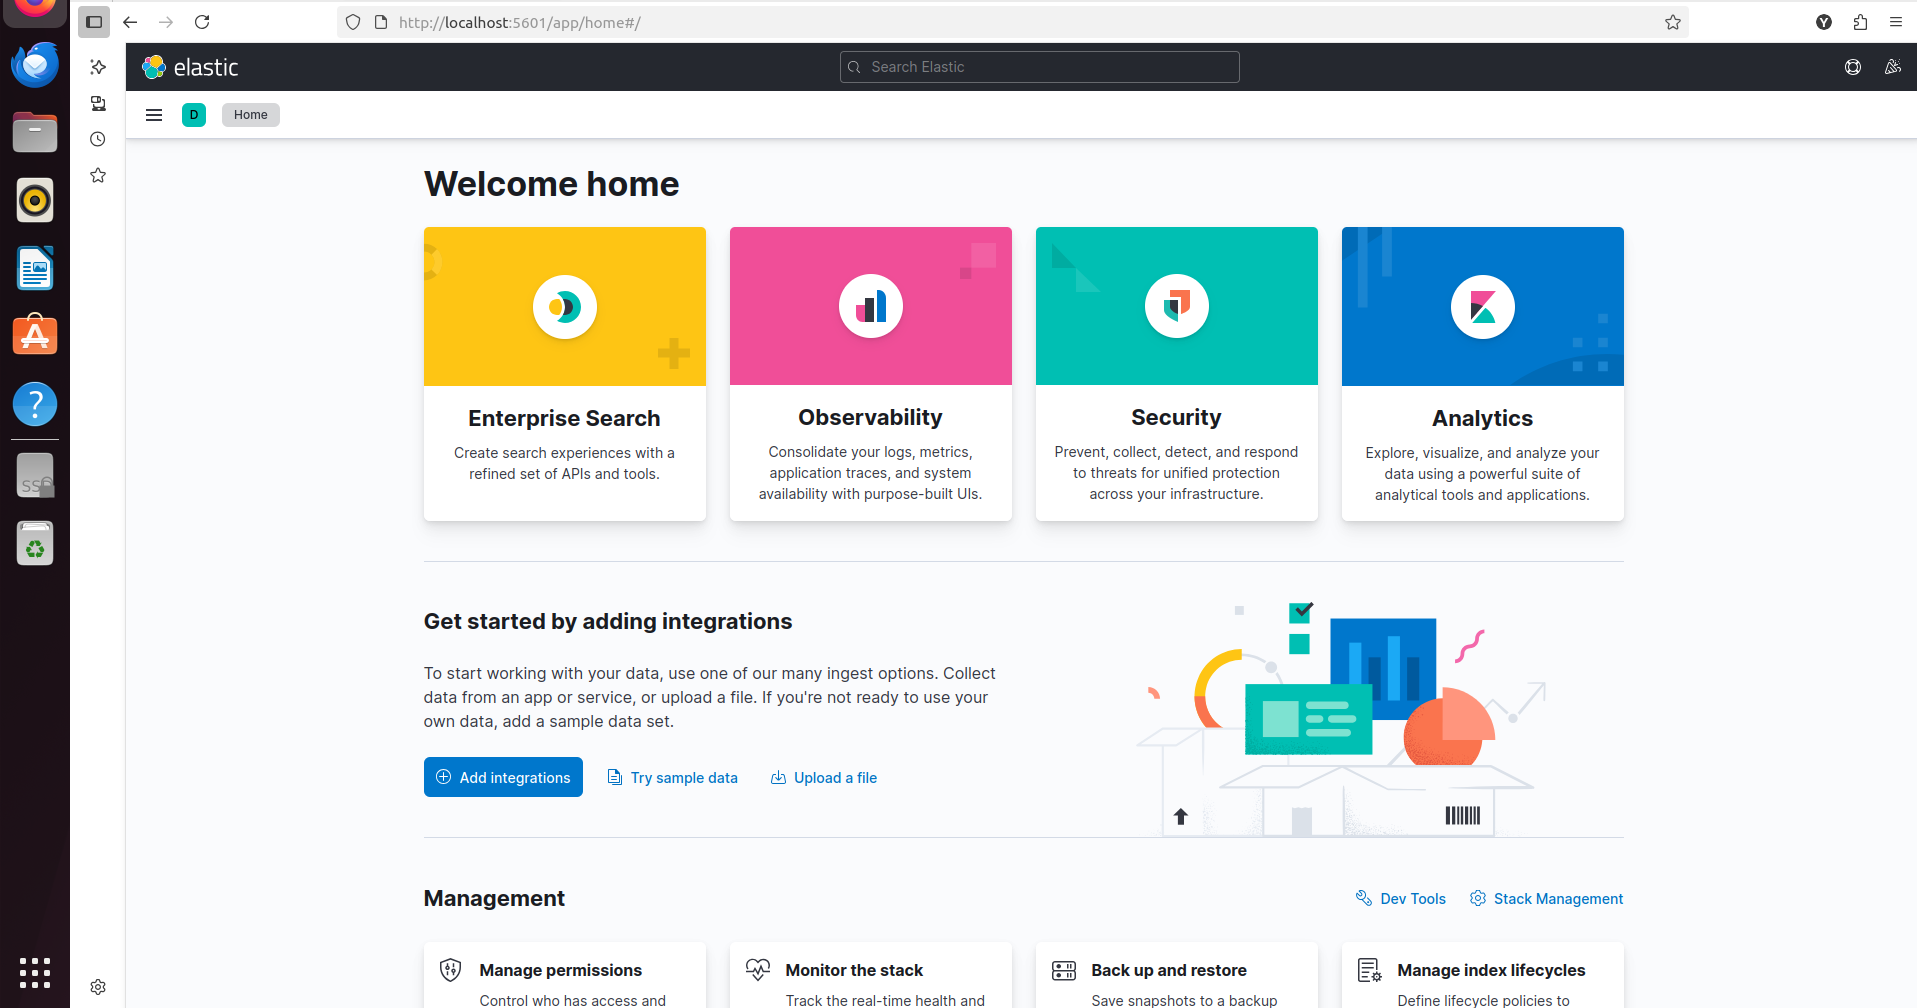 http://localhost:5601/app/home#/
Y
elastic
Search Elastic
D
Home
Welcome home
Enterprise Search
Create search experiences with a
refined set of APIs and tools.
Observability
Consolidate your logs, metrics,
application traces, and system
availability with purpose-built UIs.
Security
Prevent, collect, detect, and respond
to threats for unified protection
across your infrastructure.
Analytics
Explore, visualize, and analyze your
data using a powerful suite of
analytical tools and applications.
Get started by adding integrations
To start working with your data, use one of our many ingest options. Collect
data from an app or service, or upload a file. If you're not ready to use your
own data, add a sample data set.
Add integrations
Try sample data
Upload a file
Management
Dev Tools
Stack Management
Manage permissions
Control who has access and
Monitor the stack
Track the real-time health and
Back up and restore
Save snapshots to a backup
Manage index lifecycles
Define lifecycle policies to
?